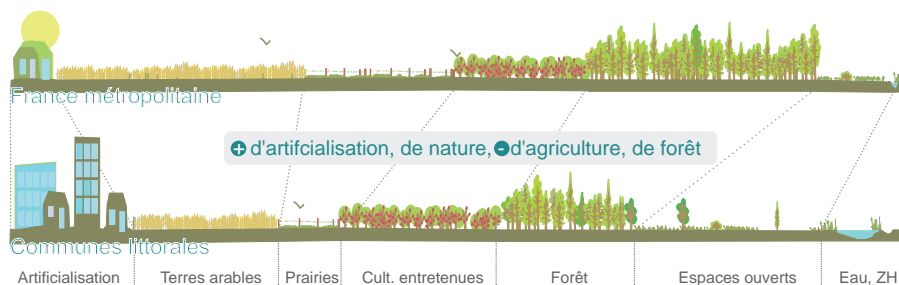 France métropolitaine
+ d'artifcialisation, de nature, - d'agriculture, de forêt
Communes littorales
Artificialisation Terres arables Prairies Cult. entretenues Forêt Espaces ouverts Eau, ZH